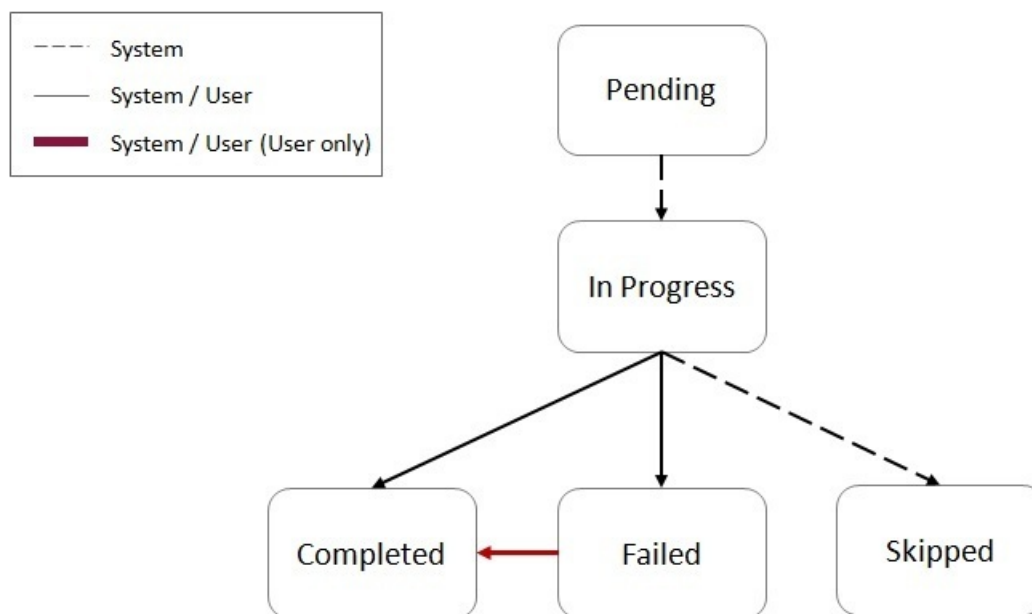 System
System / User
System / User (User only)
Pending
In Progress
Completed
Failed
Skipped